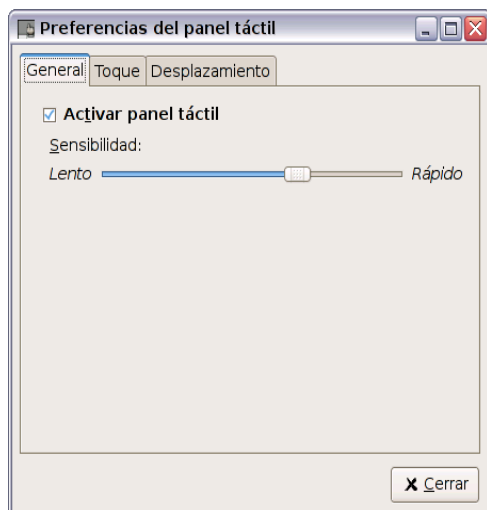 Preferencias del panel táctil
General Toque Desplazamiento
Activar panel táctil
Sensibilidad:
Lento Rápido
Cerrar